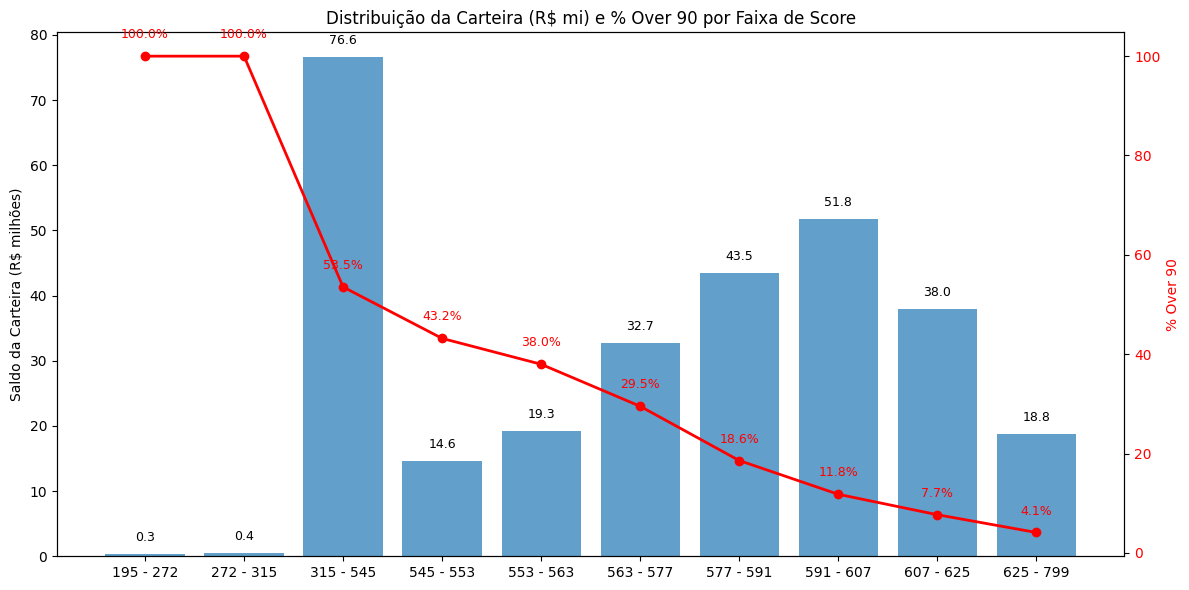 Distribuição da Carteira (R$ mi) e % Over 90 por Faixa de Score
Saldo da Carteira (R$ milhões)
80
70
60
50
40
30
20
10
0
100.0%
100.0%
53.5%
43.2%
38.0%
29.5%
18.6%
11.8%
7.7%
4.1%
0.3
0.4
76.6
14.6
19.3
32.7
43.5
51.8
38.0
18.8
195 - 272
272 - 315
315 - 545
545 - 553
553 - 563
563 - 577
577 - 591
591 - 607
607 - 625
625 - 799
100
80
60
40
20
0
% Over 90